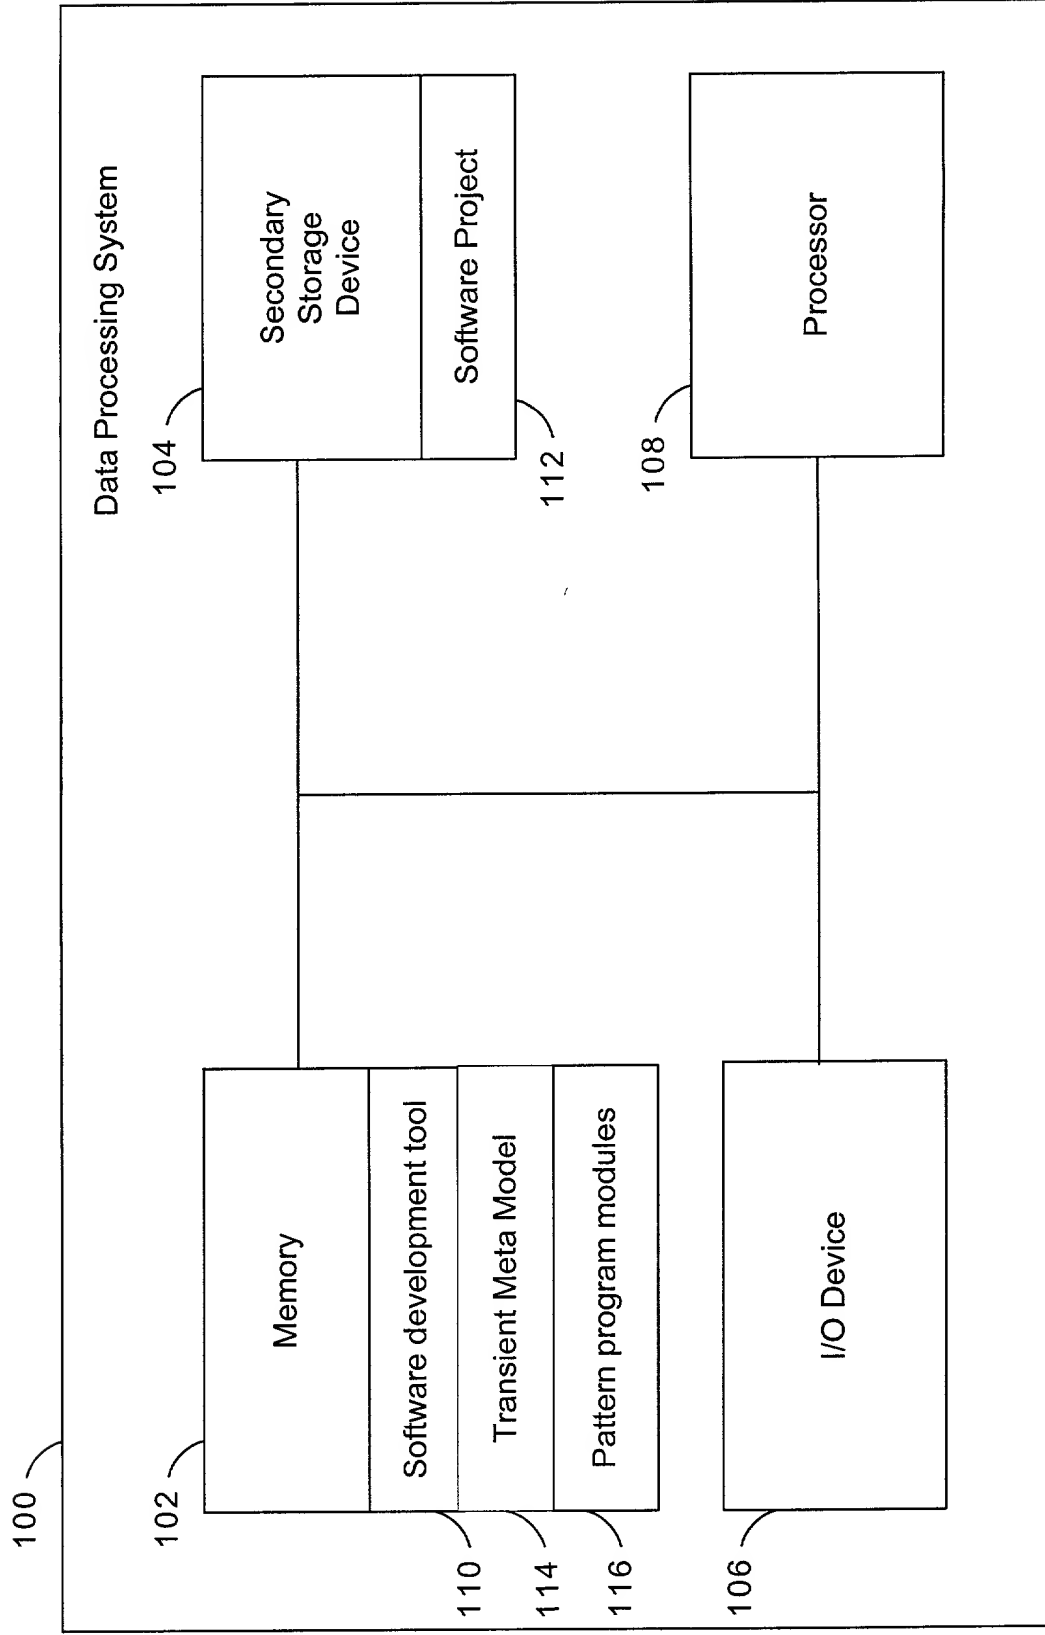 100
Data Processing System
102
Memory
110
Software development tool
114
Transient Meta Model
116
Pattern program modules
104
Secondary
Storage
Device
112
Software Project
106
I/O Device
108
Processor